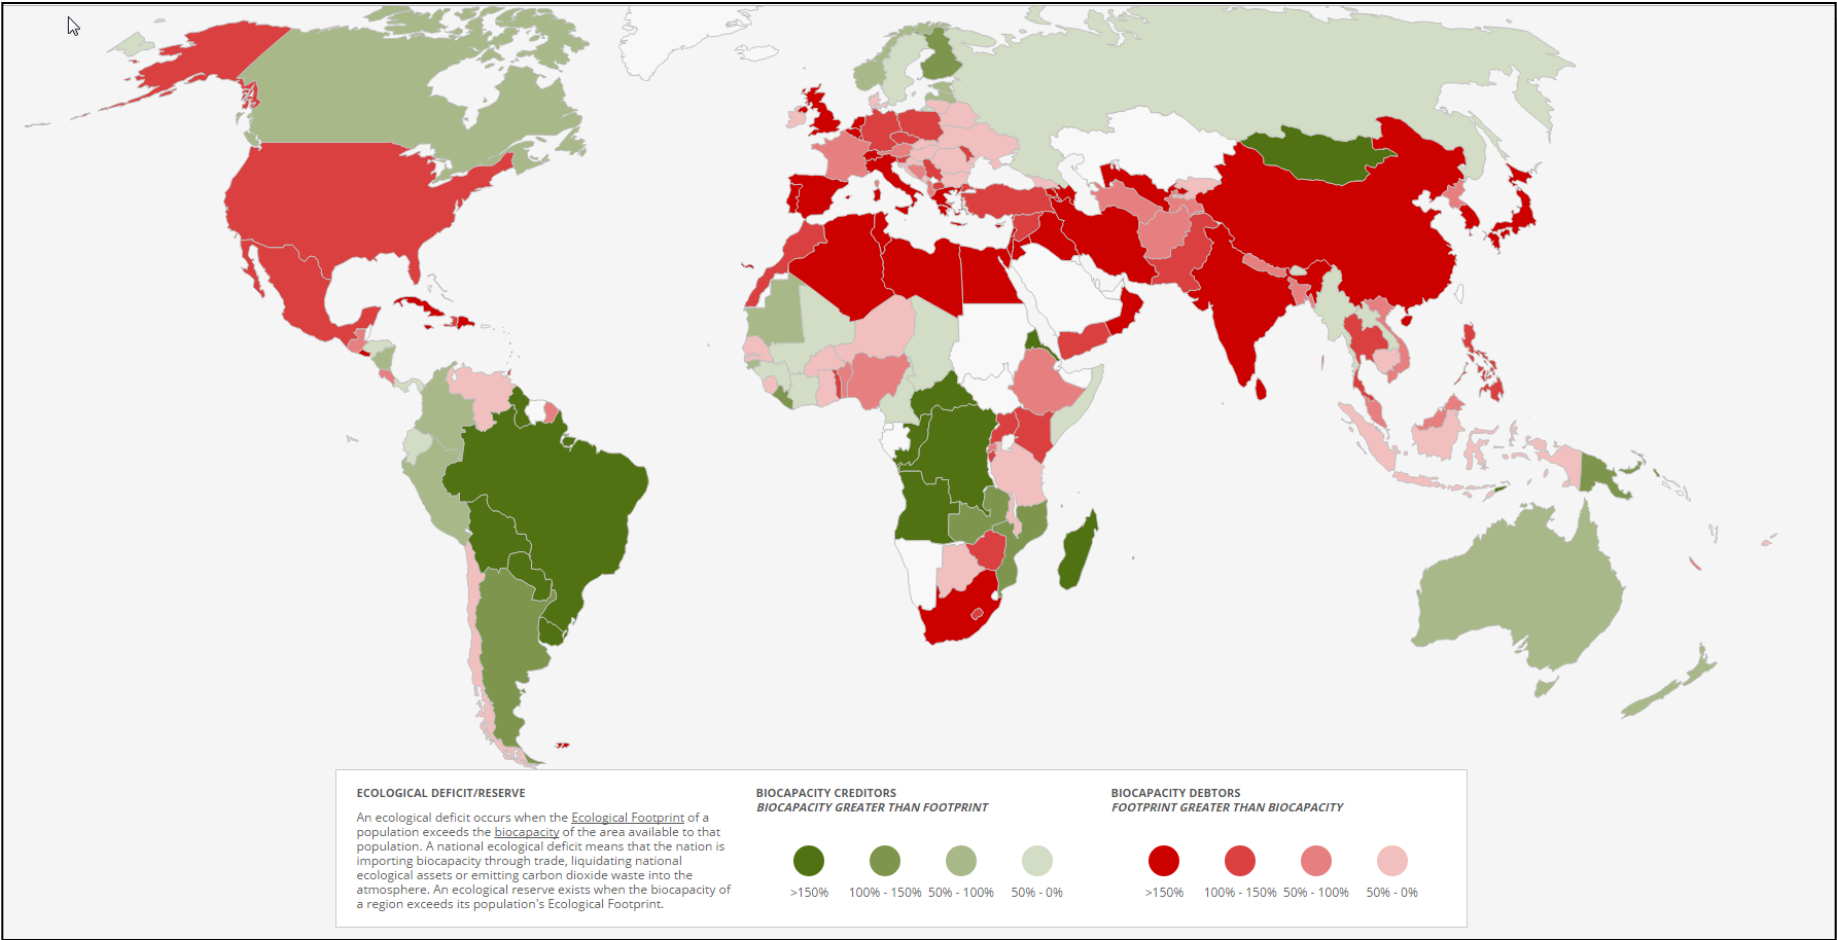 ECOLOGICAL DEFICIT/RESERVE
An ecological deficit occurs when the Ecological Footprint of a
population exceeds the biocapacity of the area available to that
population. A national ecological deficit means that the nation is
importing biocapacity through trade, liquidating national
ecological assets or emitting carbon dioxide waste into the
atmosphere. An ecological reserve exists when the biocapacity of
a region exceeds its population's Ecological Footprint.
BIOCAPACITY CREDITORS
BIOCAPACITY GREATER THAN FOOTPRINT
>150% 100% - 150% 50% - 100% 50% - 0%
BIOCAPACITY DEBTORS
FOOTPRINT GREATER THAN BIOCAPACITY
>150% 100% - 150% 50% - 100% 50% - 0%